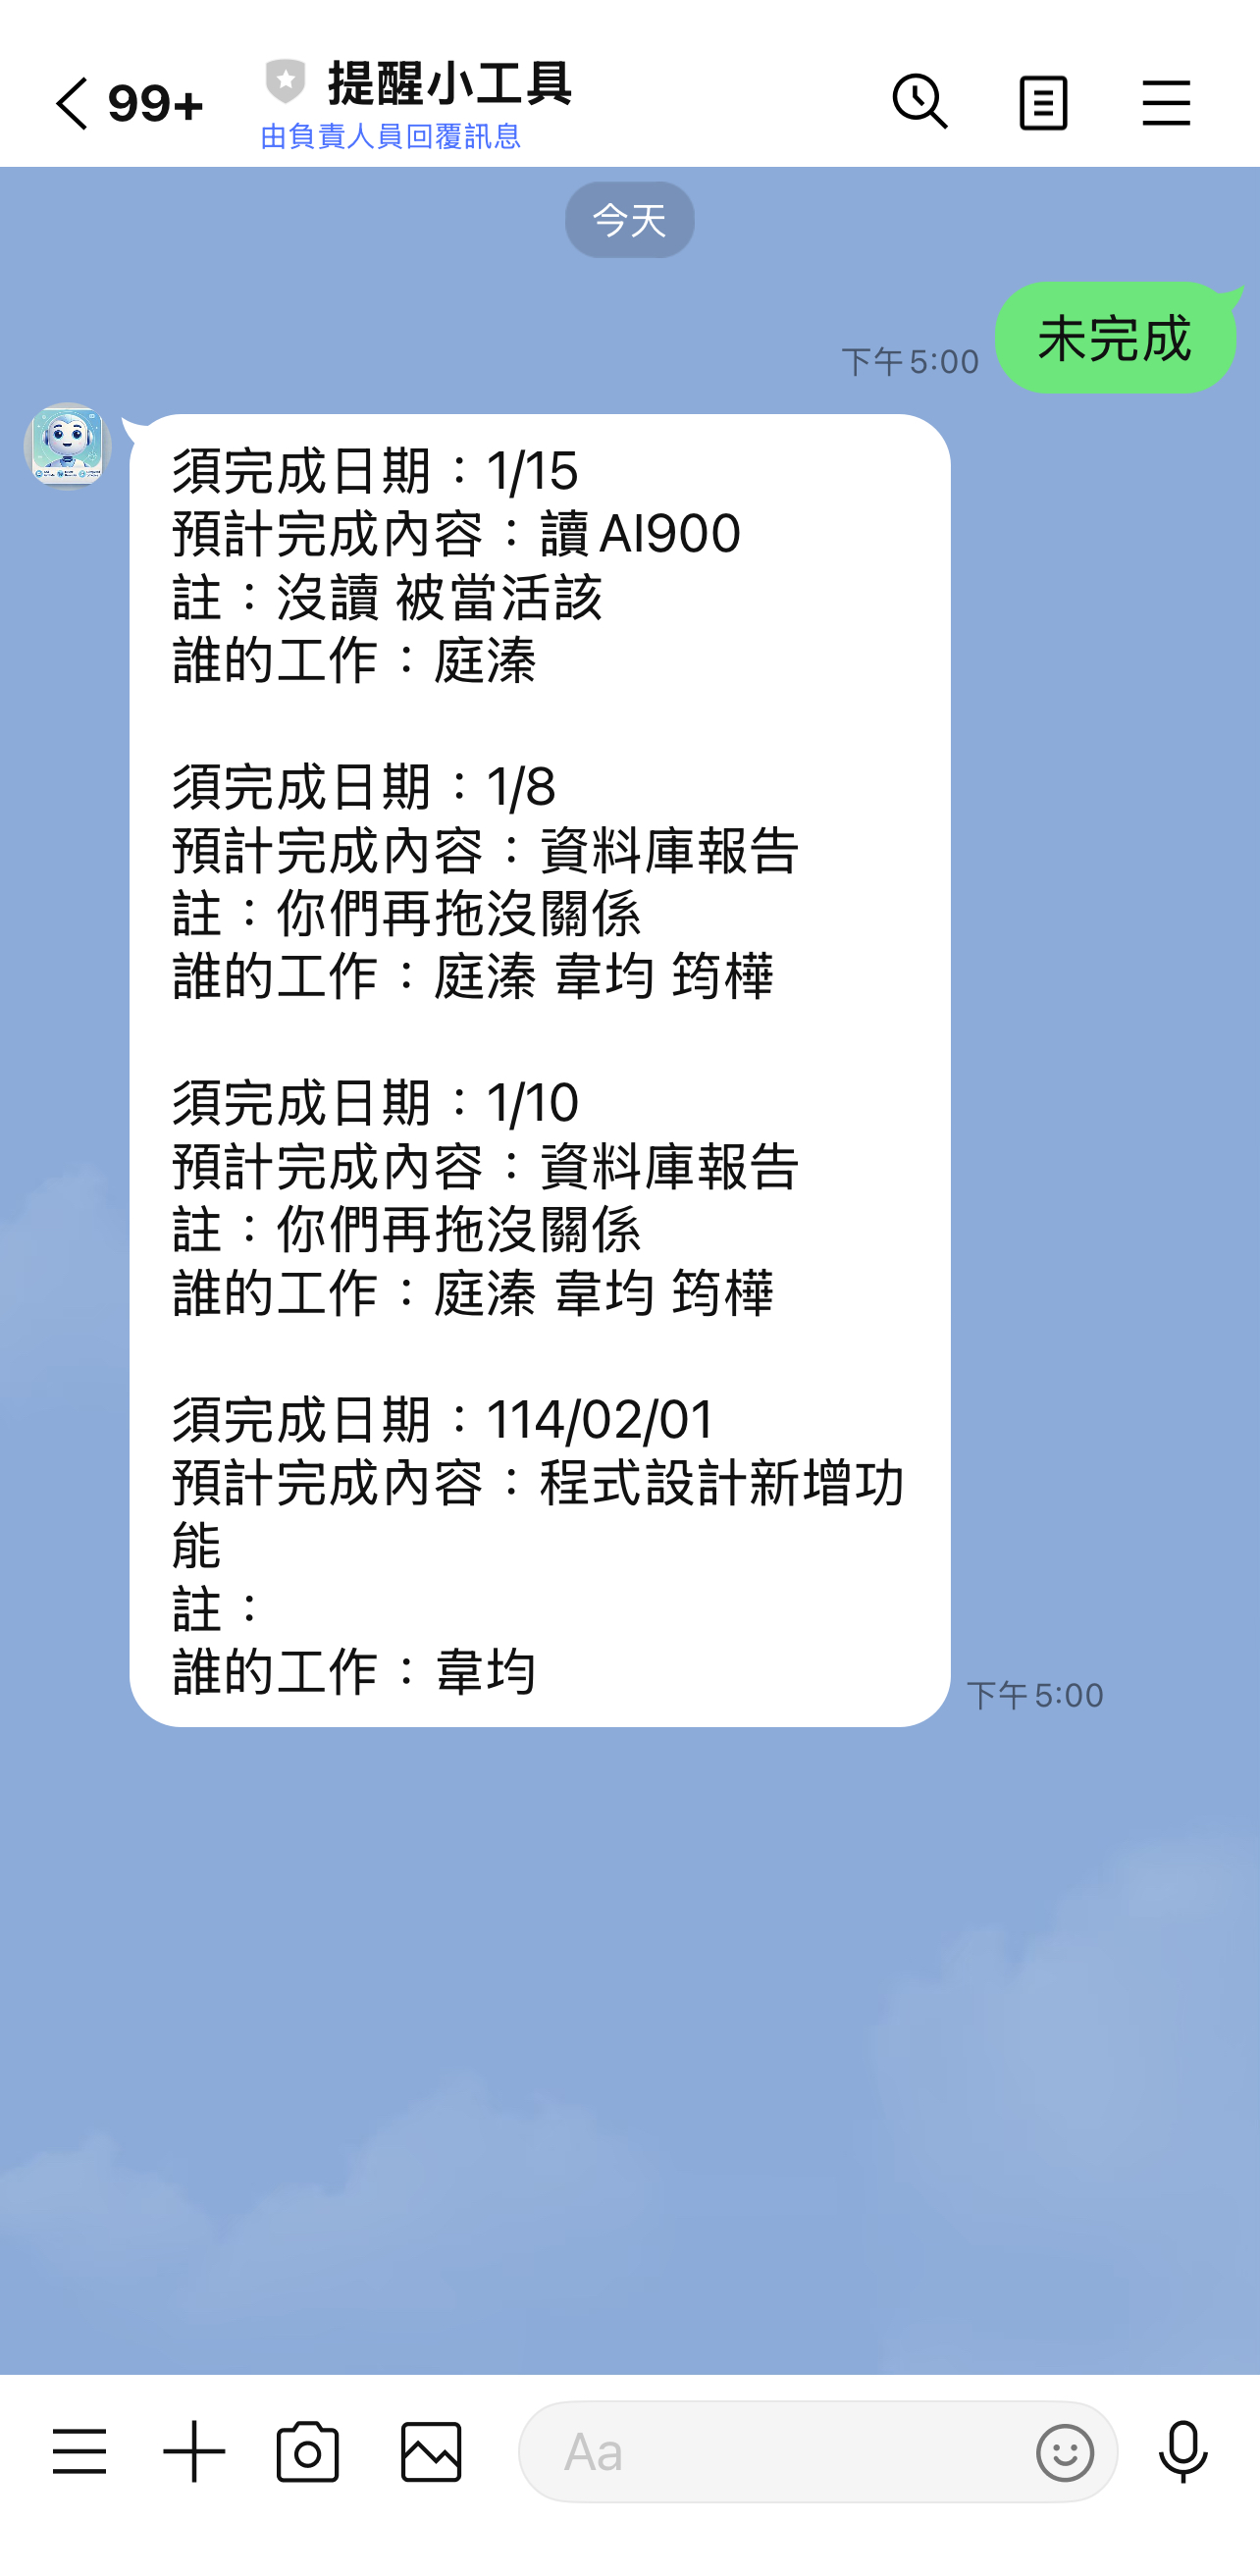 99+
提醒小工具
由負責人員回覆訊息
今天
未完成
下午 5:00
須完成日期：1/15
預計完成內容：讀 AI900
註：沒讀 被當活該
誰的工作：庭溱
須完成日期：1/8
預計完成內容：資料庫報告
註：你們再拖沒關係
誰的工作：庭溱 韋均 筠樺
須完成日期：1/10
預計完成內容：資料庫報告
註：你們再拖沒關係
誰的工作：庭溱 韋均 筠樺
須完成日期：114/02/01
預計完成內容：程式設計新增功
能
註：
誰的工作：韋均
下午 5:00
Aa